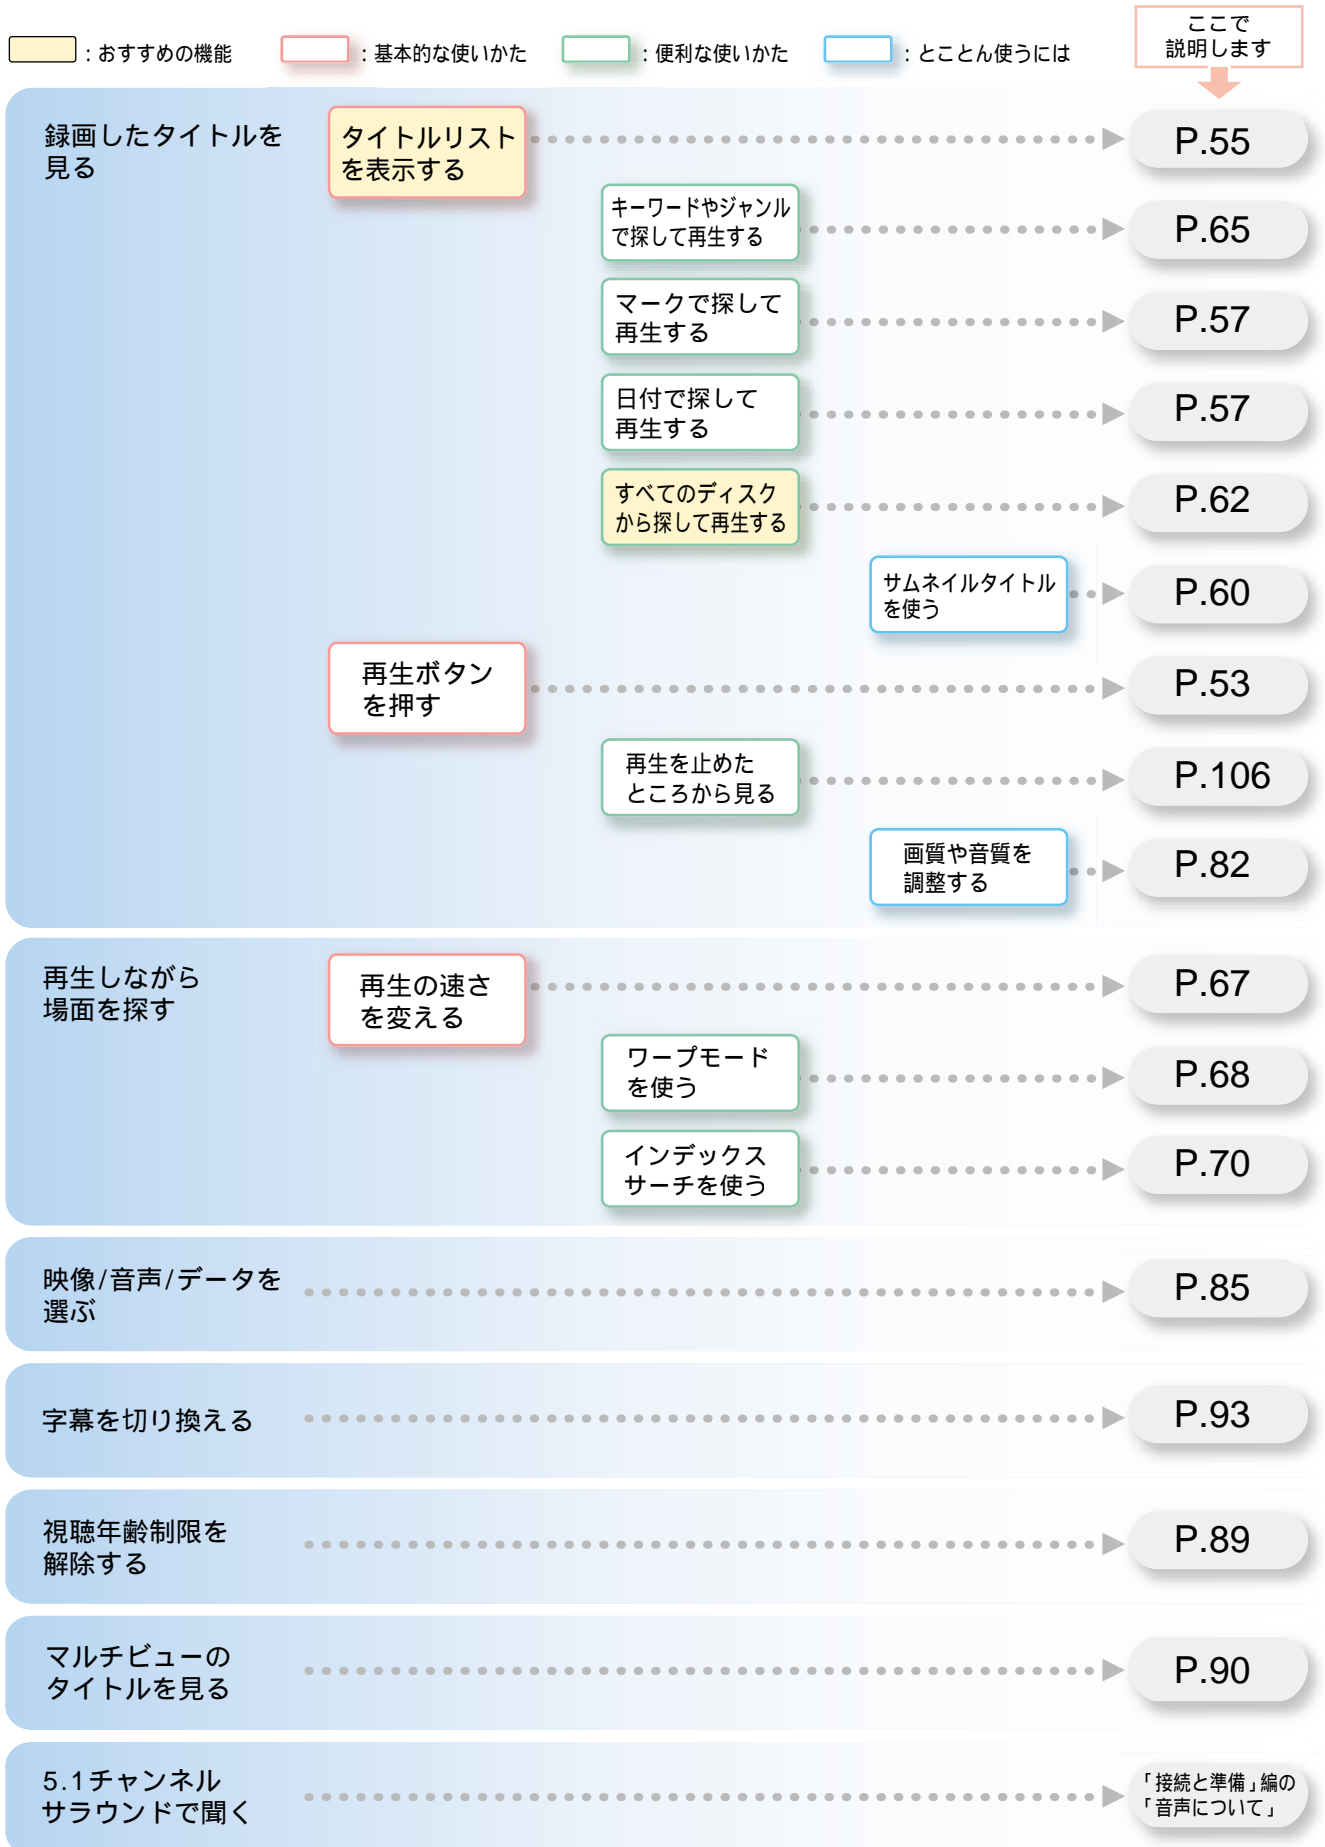 ：おすすめの機能
：基本的な使いかた
：便利な使いかた
：とことん使うには
ここで
説明します
録画したタイトルを
見る
タイトルリスト
を表示する
P.55
キーワードやジャンル
で探して再生する
P.65
マークで探して
再生する
P.57
日付で探して
再生する
P.57
すべてのディスク
から探して再生する
P.62
サムネイルタイトル
を使う
P.60
再生ボタン
を押す
P.53
再生を止めた
ところから見る
P.106
画質や音質を
調整する
P.82
再生しながら
場面を探す
再生の速さ
を変える
P.67
ワープモード
を使う
P.68
インデックス
サーチを使う
P.70
映像/音声/データを
選ぶ
P.85
字幕を切り換える
P.93
視聴年齢制限を
解除する
P.89
マルチビューの
タイトルを見る
P.90
5.1チャンネル
サラウンドで聞く
「接続と準備」編の
「音声について」